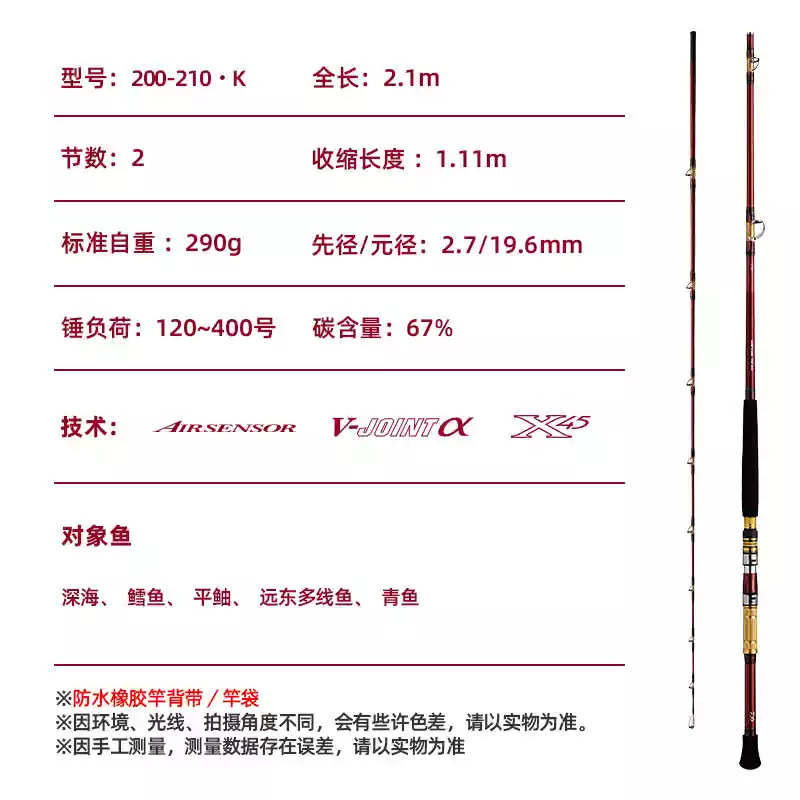 型号：200-210・K 全长：2.1m
节数：2 收缩长度 ：1.11m
标准自重 ：290g 先径/元径：2.7/19.6mm
锤负荷：120~400号 碳含量：67%
技术： AIRSENSOR V-JOINTα X45
对象鱼
深海、 鳕鱼、 平鲉、 远东多线鱼、 青鱼
※防水橡胶竿背带／竿袋
※因环境、光线、拍摄角度不同，会有些许色差，请以实物为准。
※因手工测量，测量数据存在误差，请以实物为准